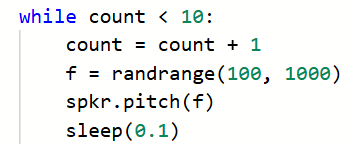 while count < 10:
    count = count + 1
    f = randrange(100, 1000)
    spkr.pitch(f)
    sleep(0.1)